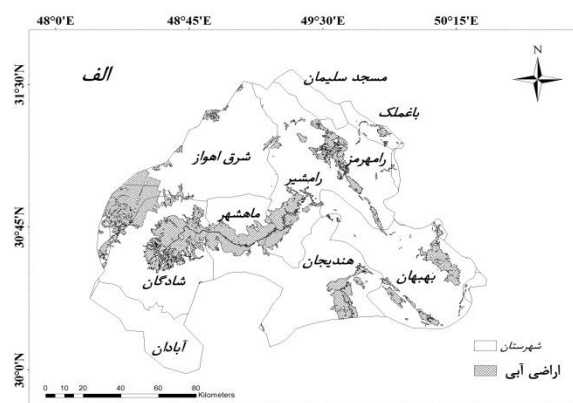 48°0'E 48°45'E 49°30'E 50°15'E
N
الف
31°30'N
مسجد سلیمان
باغملک
شرق اهواز
رامهرمز
رامشیر
30°45'N
ماهشهر
هندیجان
بهبهان
شادگان
شهرستان
آبادان
اراضی آبی
30°0'N
0 5 10 20 40 60 80
Kilometers